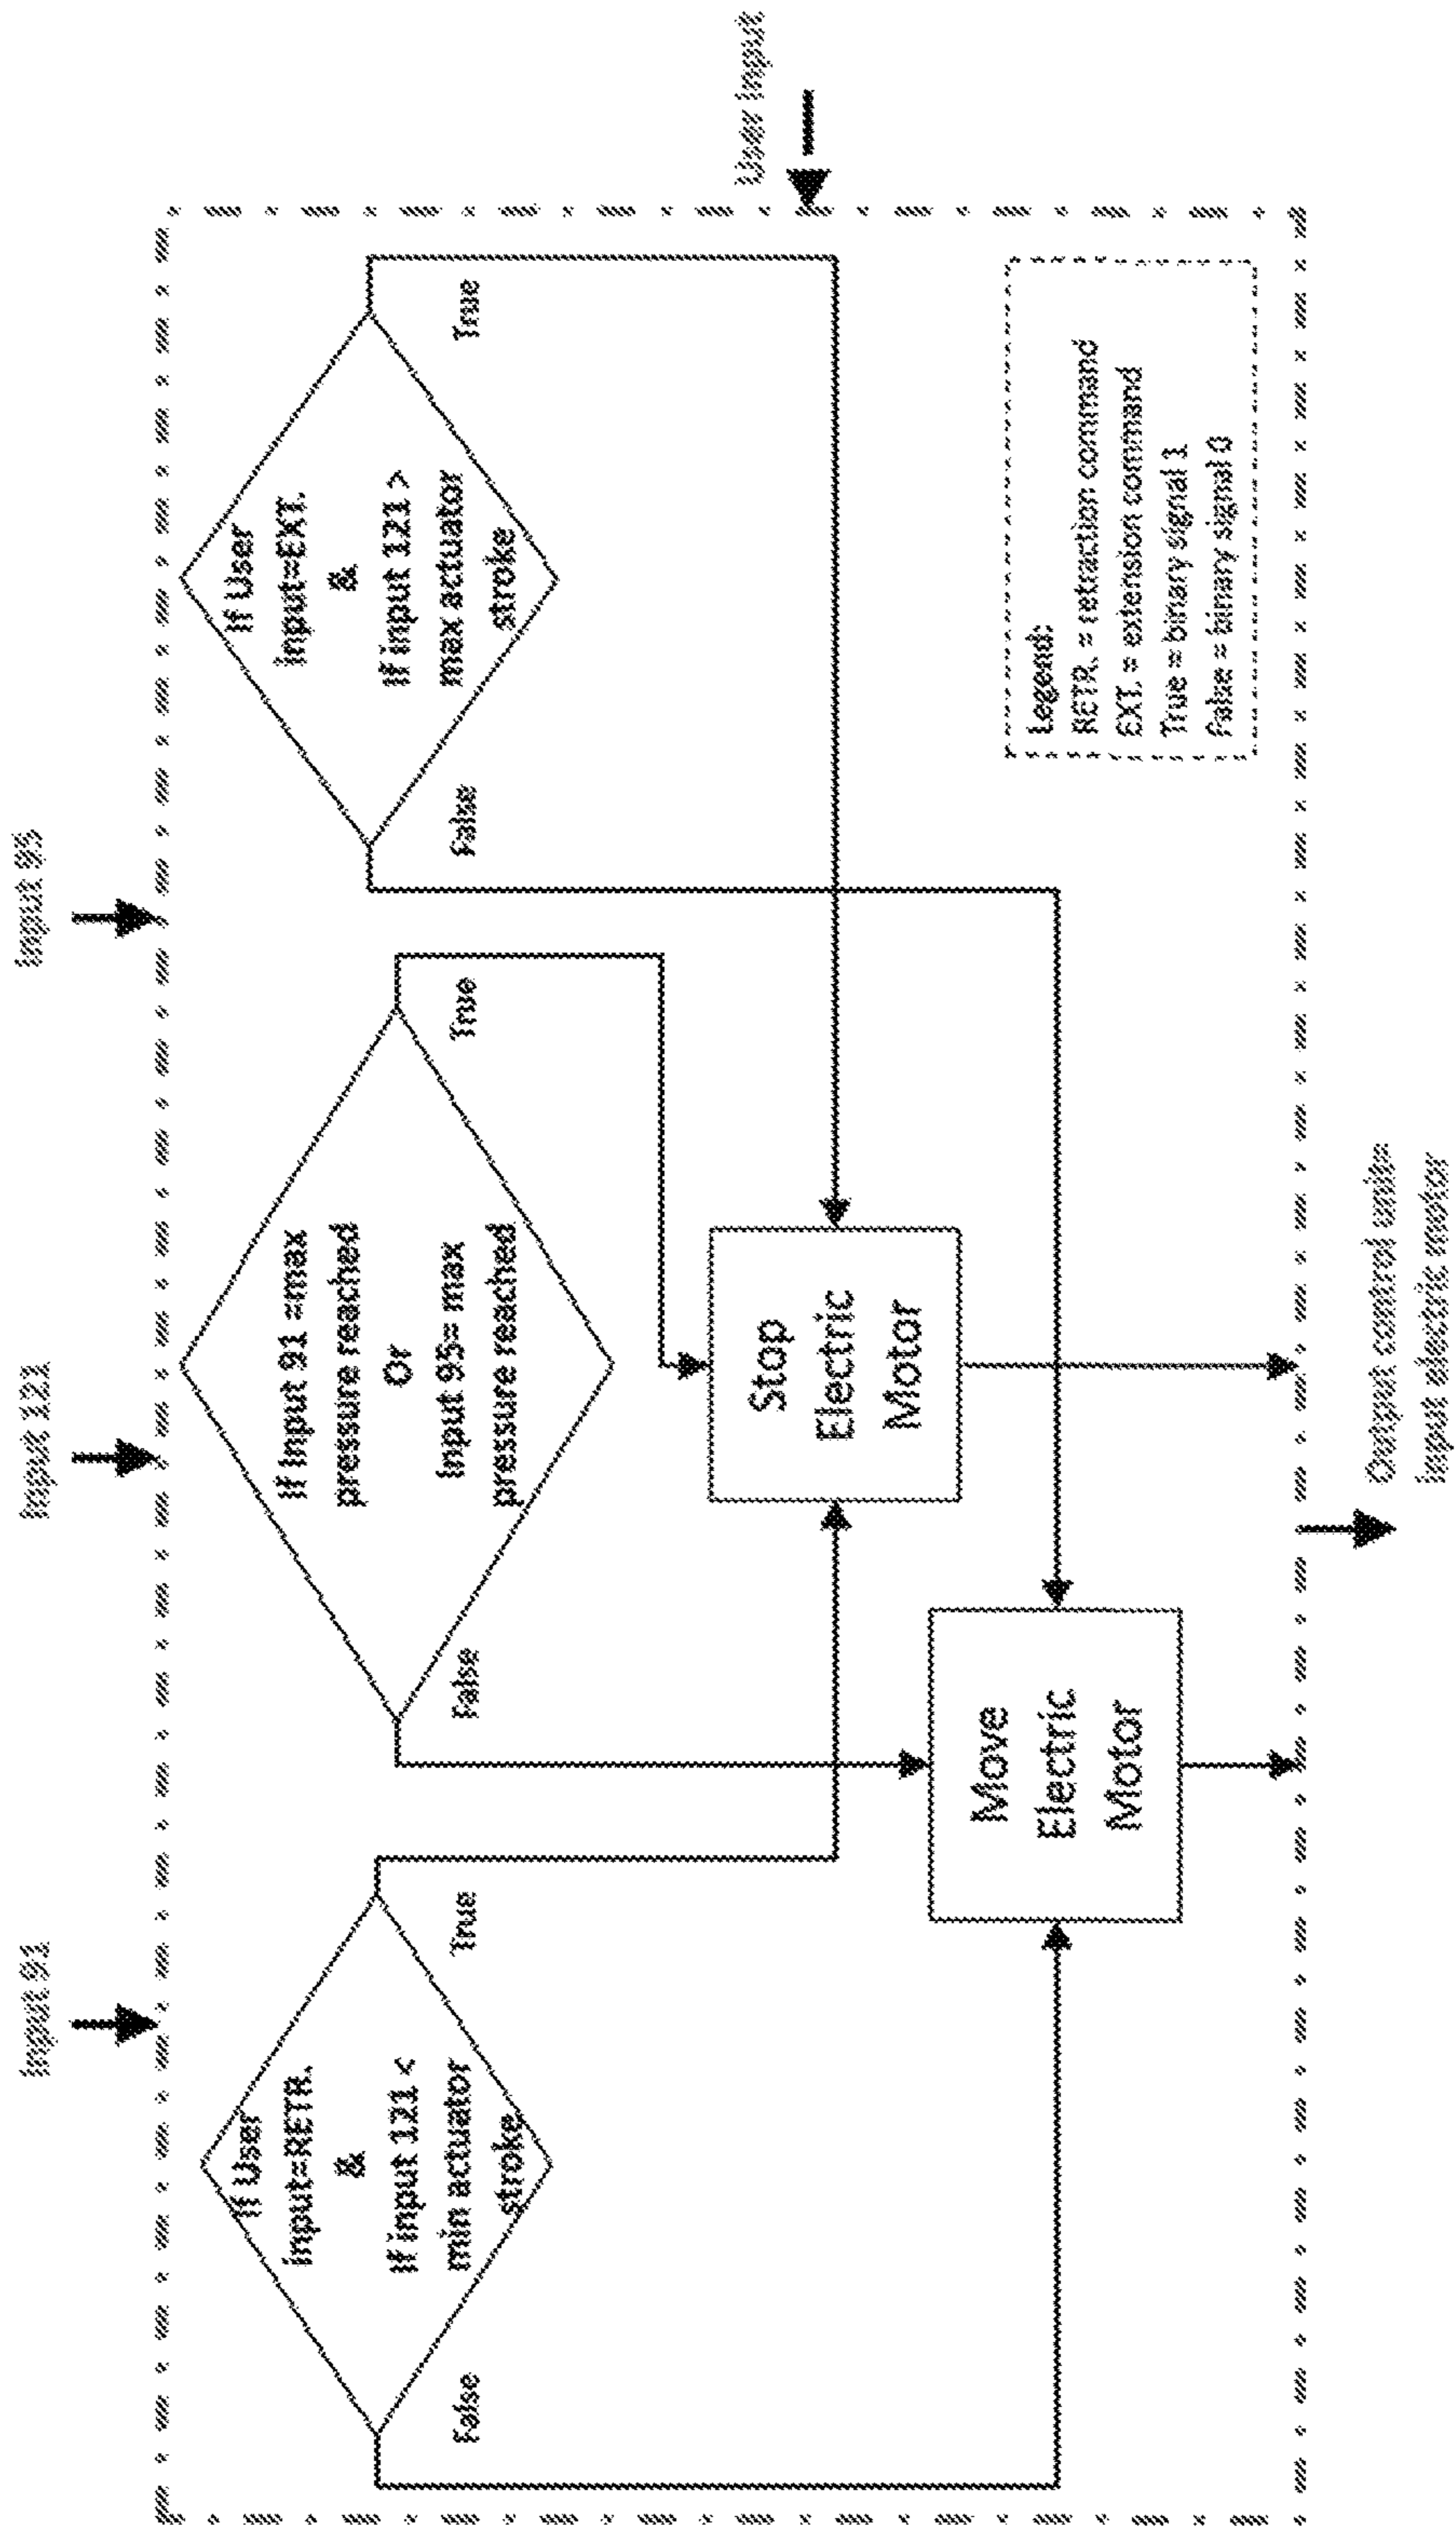 Input 91
Input 121
Input 95
User input
If User
input=RETR.
&
If input 121 <
min actuator
stroke
False
True
If Input 91 =max
pressure reached
Or
Input 95= max
pressure reached
False
True
If User
input=EXT.
&
If input 121 >
max actuator
stroke
False
True
Stop
Electric
Motor
Move
Electric
Motor
Legend:
RETR. = retraction command
EXT. = extension command
True = binary signal 1
False = binary signal 0
Output control unit=
input electric motor